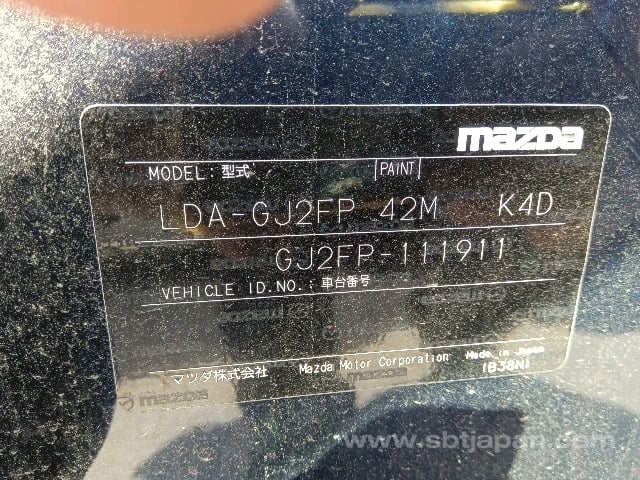 mazda
MODEL: 型式 PAINT
LDA-GJ2FP 42M K4D
GJ2FP-111911
VEHICLE ID.NO.: 車台番号
マツダ株式会社 Mazda Motor Corporation Made in Japan
1B38N1
mazda
www.sbtjapan.com